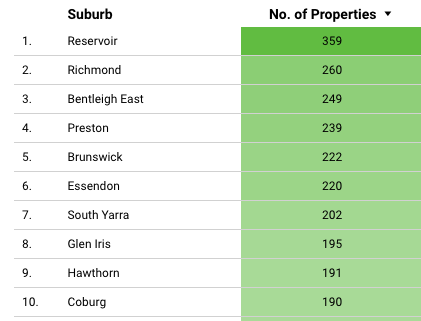 Suburb No. of Properties
1. Reservoir 359
2. Richmond 260
3. Bentleigh East 249
4. Preston 239
5. Brunswick 222
6. Essendon 220
7. South Yarra 202
8. Glen Iris 195
9. Hawthorn 191
10. Coburg 190